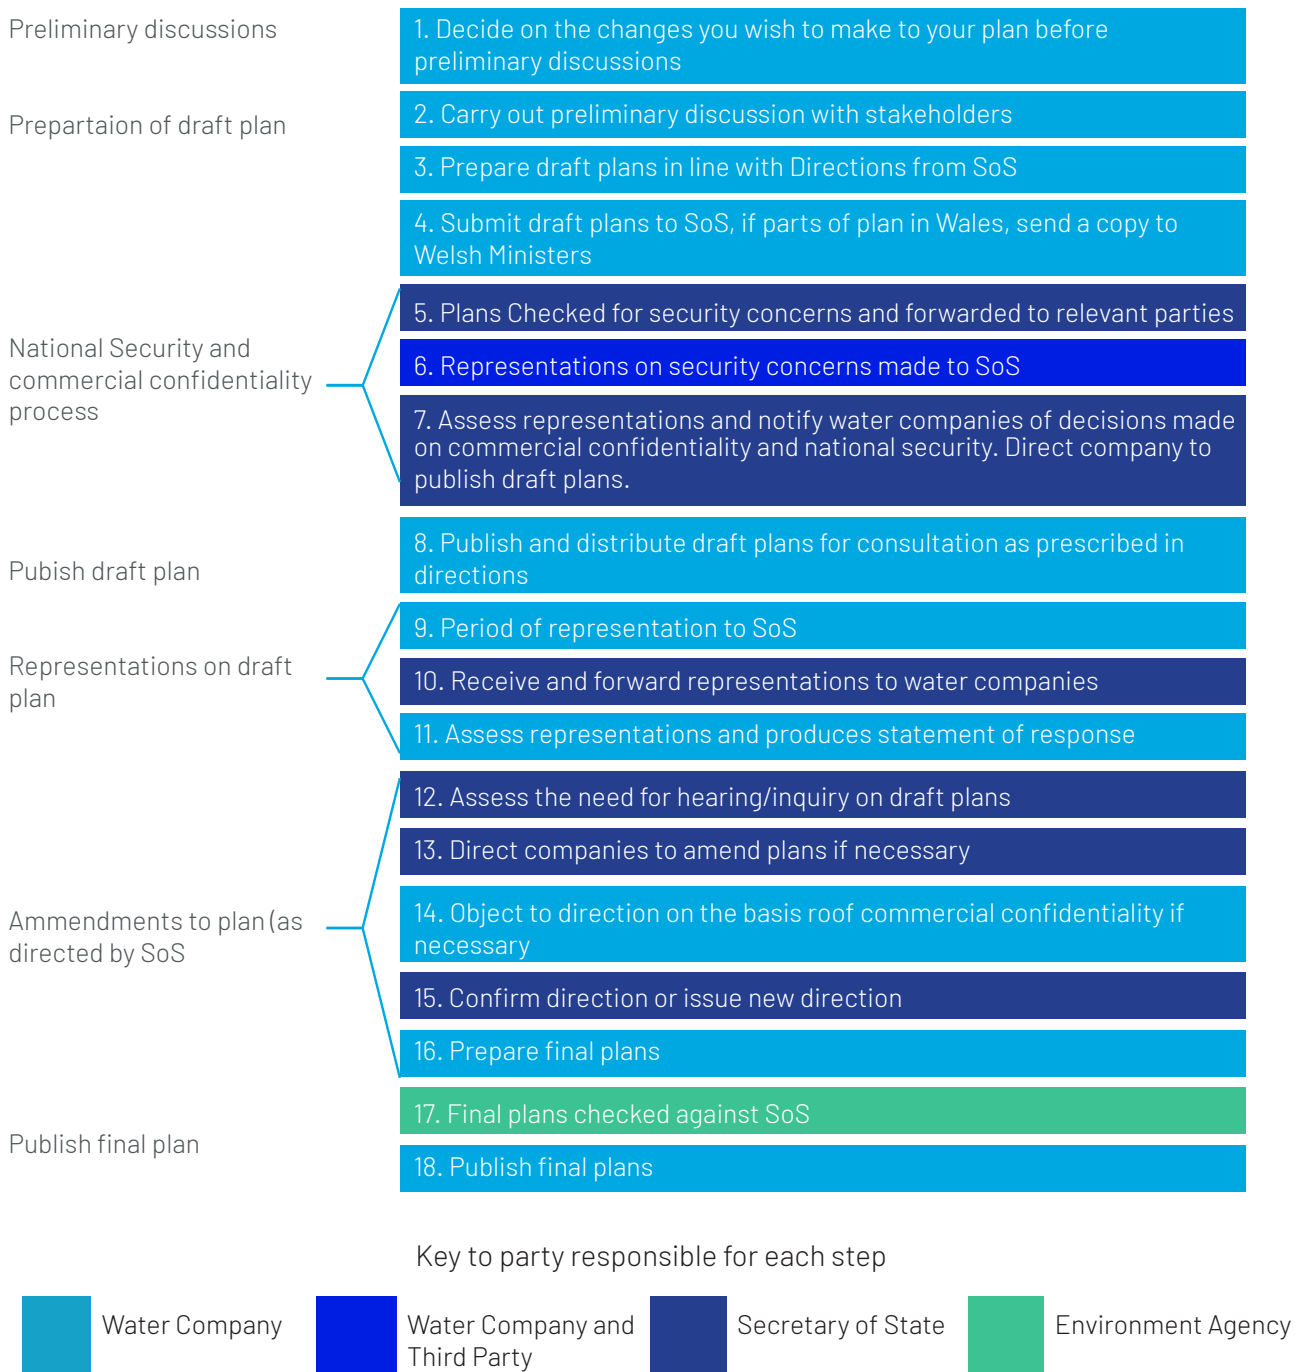 Preliminary discussions
1. Decide on the changes you wish to make to your plan before
preliminary discussions
Prepartaion of draft plan
2. Carry out preliminary discussion with stakeholders
3. Prepare draft plans in line with Directions from SoS
4. Submit draft plans to SoS, if parts of plan in Wales, send a copy to
Welsh Ministers
National Security and
commercial confidentiality
process
5. Plans Checked for security concerns and forwarded to relevant parties
6. Representations on security concerns made to SoS
7. Assess representations and notify water companies of decisions made
on commercial confidentiality and national security. Direct company to
publish draft plans.
Pubish draft plan
8. Publish and distribute draft plans for consultation as prescribed in
directions
Representations on draft
plan
9. Period of representation to SoS
10. Receive and forward representations to water companies
11. Assess representations and produces statement of response
Ammendments to plan (as
directed by SoS
12. Assess the need for hearing/inquiry on draft plans
13. Direct companies to amend plans if necessary
14. Object to direction on the basis roof commercial confidentiality if
necessary
15. Confirm direction or issue new direction
16. Prepare final plans
Publish final plan
17. Final plans checked against SoS
18. Publish final plans
Key to party responsible for each step
Water Company
Water Company and
Third Party
Secretary of State
Environment Agency